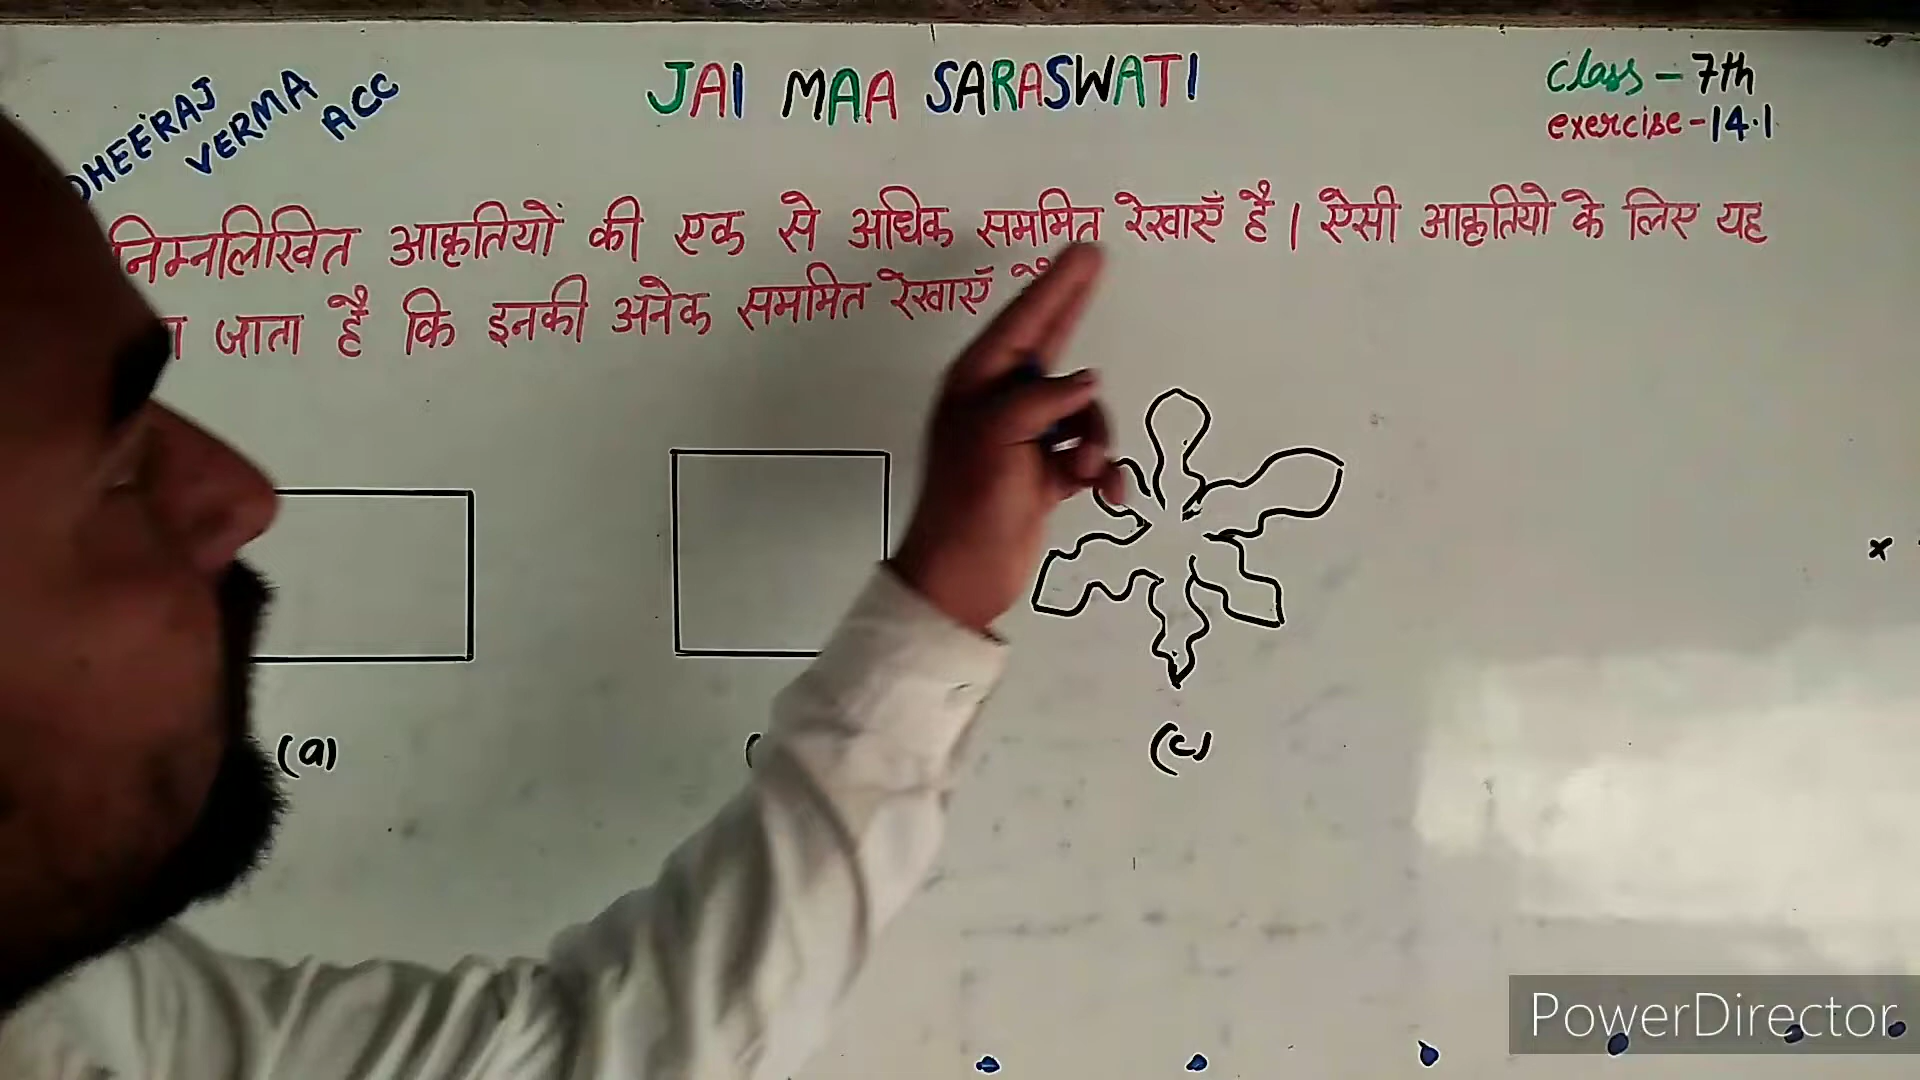 JAI MAA SARASWATI
DHEERAJ
VERMA
ACC
class - 7th
exercise - 14.1
निम्नलिखित आकृतियों की एक से अधिक सममित रेखाएँ है। ऐसी आकृतियो के लिए यह
जाता है कि इनकी अनेक सममित रेखाएँ
(a)
(c)
x
PowerDirector